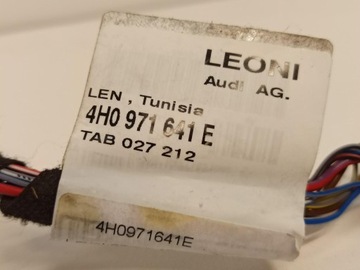 LEONI
Audi AG.
LEN , Tunisia
4H0 971 641 E
TAB 027 212
4H0971641E